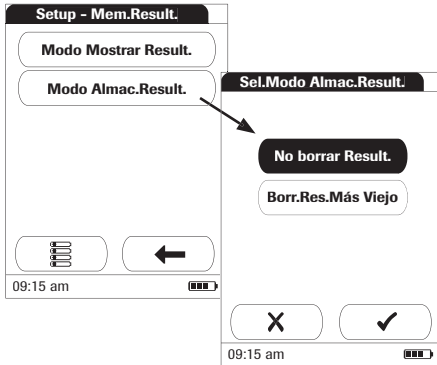 Setup - Mem.Result.
Modo Mostrar Result.
Modo Almac.Result.
09:15 am
Sel.Modo Almac.Result.
No borrar Result.
Borr.Res.Más Viejo
09:15 am